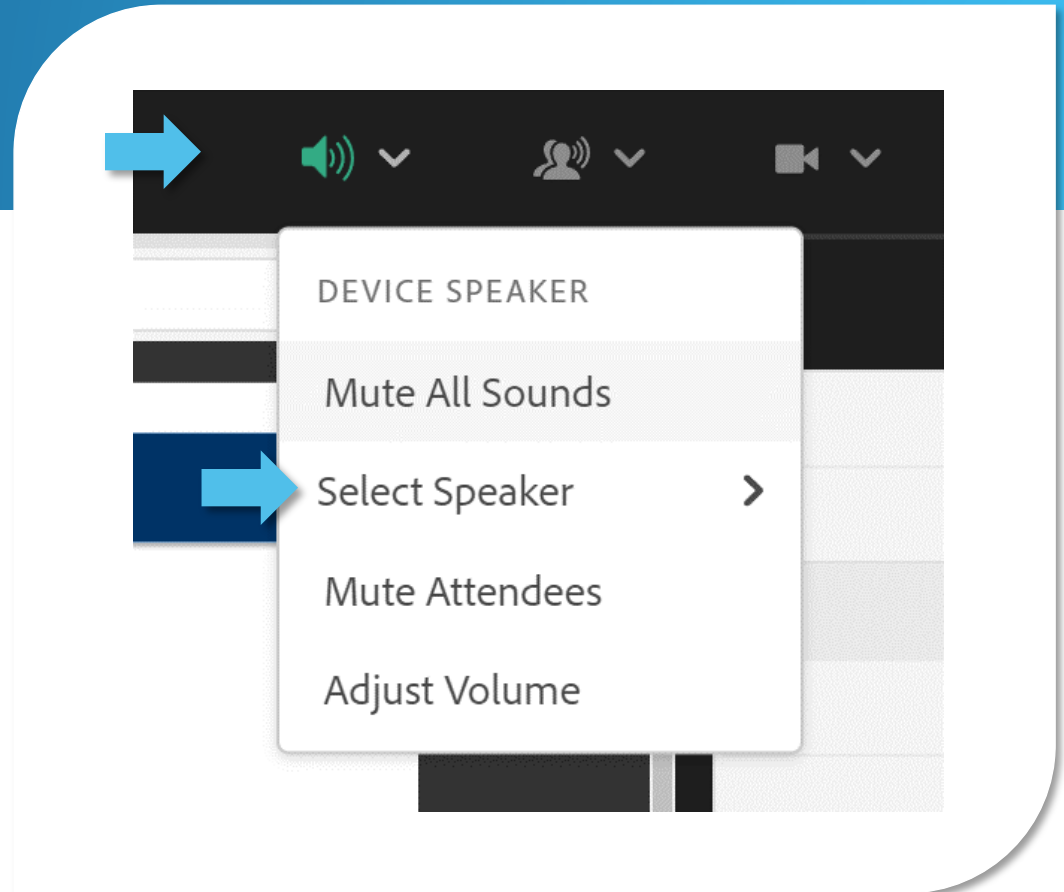 DEVICE SPEAKER
Mute All Sounds
Select Speaker
Mute Attendees
Adjust Volume